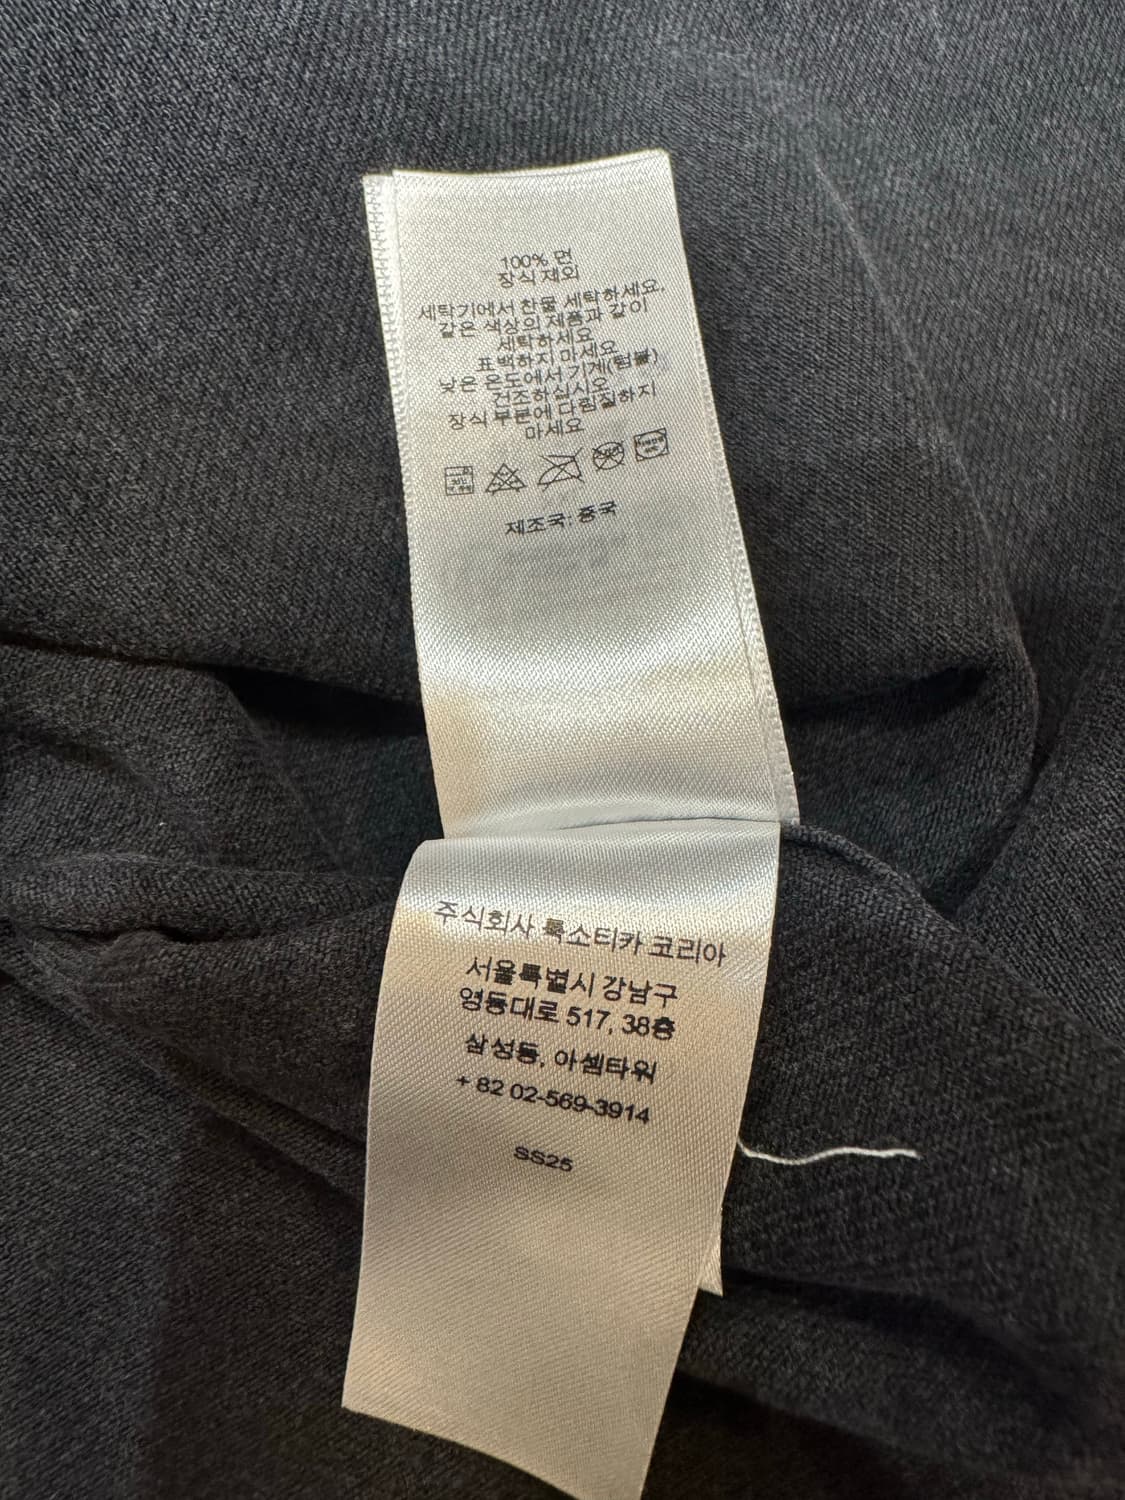 100% 면
장식 제외
세탁기에서 찬물 세탁하세요.
같은 색상의 제품과 같이
세탁하세요
표백하지 마세요
낮은 온도에서 기계(텀블)
건조하십시오
장식 부분에 다림질하지
마세요
제조국: 중국
주식회사 룩소티카 코리아
서울특별시 강남구
영동대로 517, 38층
삼성동, 아셈타워
+ 82 02-569-3914
SS25